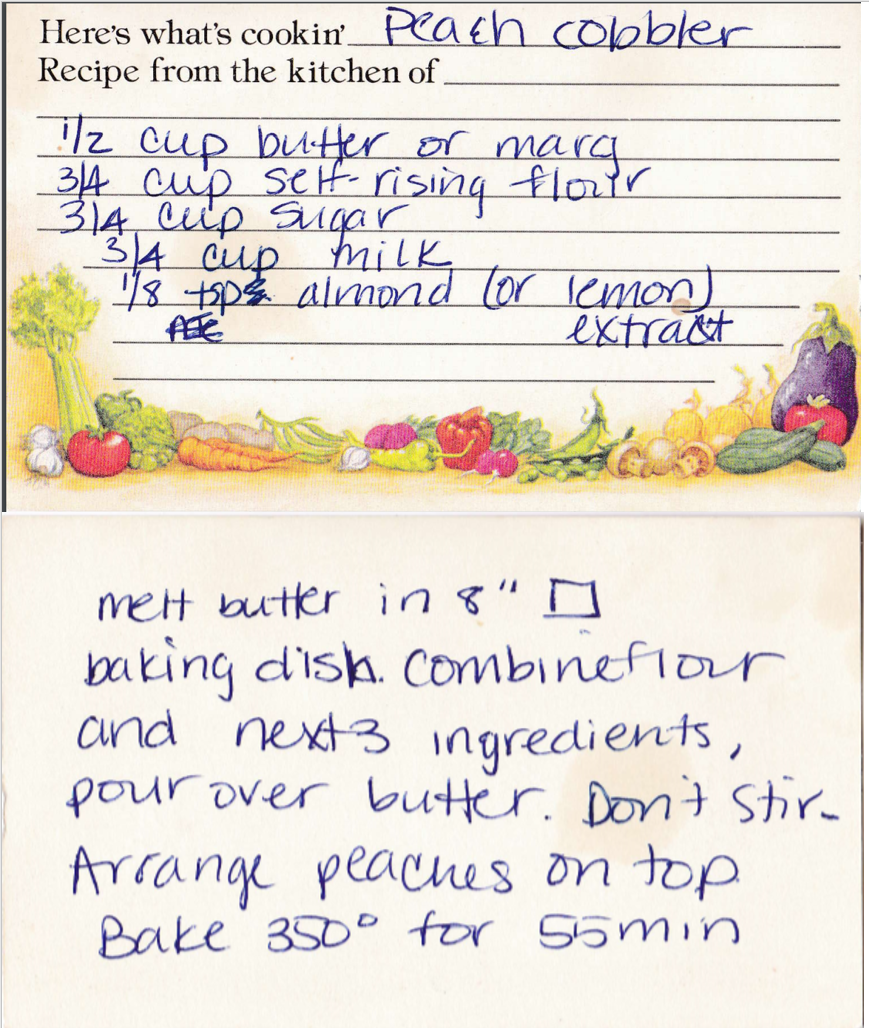 Here's what's cookin' Peach cobbler
Recipe from the kitchen of
1/2 cup butter or marg
3/4 cup self-rising flour
3/4 cup sugar
3/4 cup milk
1/8 tsp almond (or lemon)
extract
melt butter in 8" □
baking dish. Combine flour
and next 3 ingredients,
pour over butter. Don't stir-
Arrange peaches on top
Bake 350° for 55 min